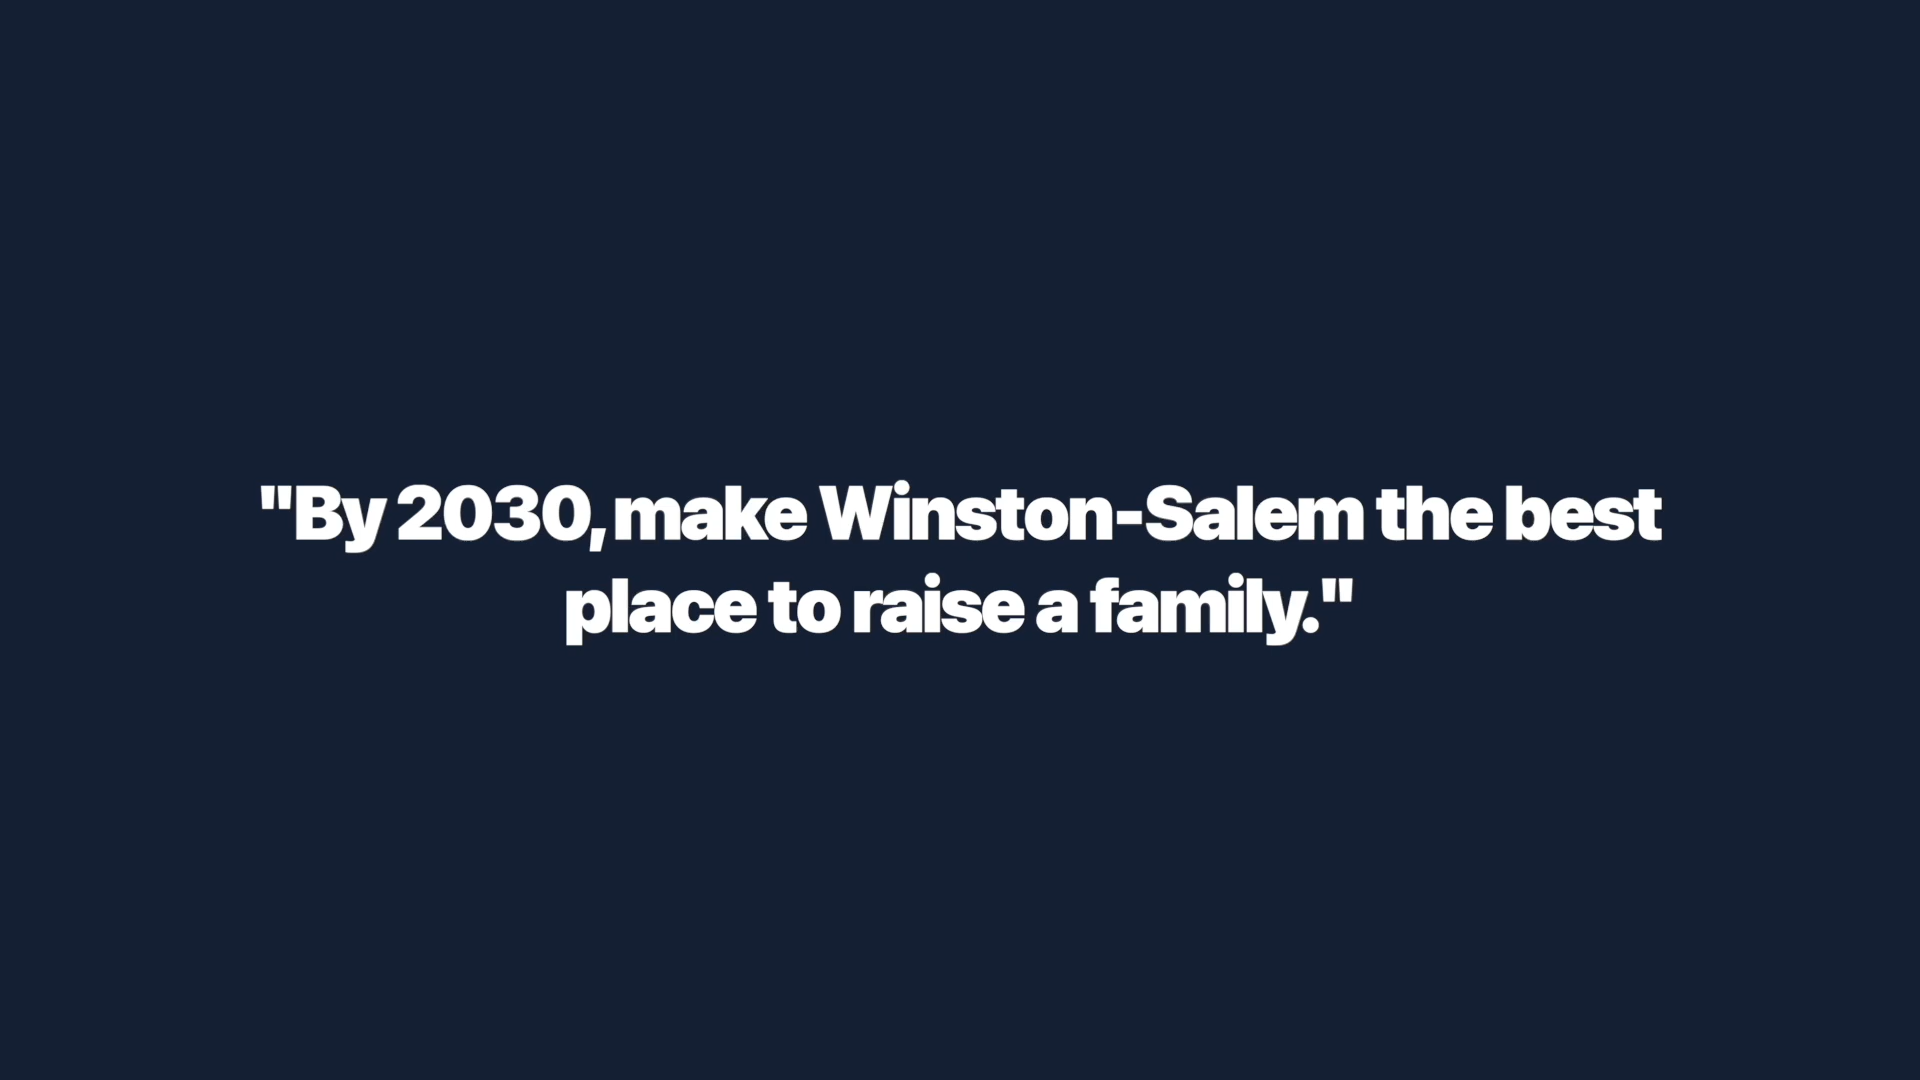 "By 2030, make Winston-Salem the best
place to raise a family."